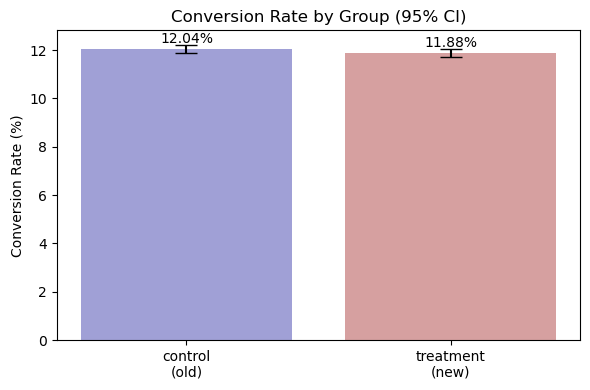 Conversion Rate by Group (95% CI)
Conversion Rate (%)
12
10
8
6
4
2
0
12.04%
11.88%
control
(old)
treatment
(new)